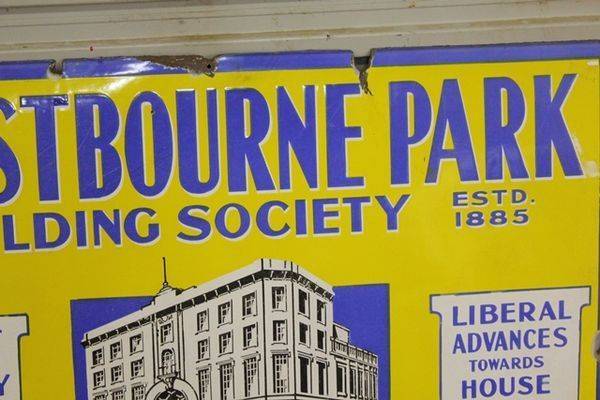 STBOURNE PARK
LDING SOCIETY
ESTD.
1885
LIBERAL
ADVANCES
TOWARDS
HOUSE
Y